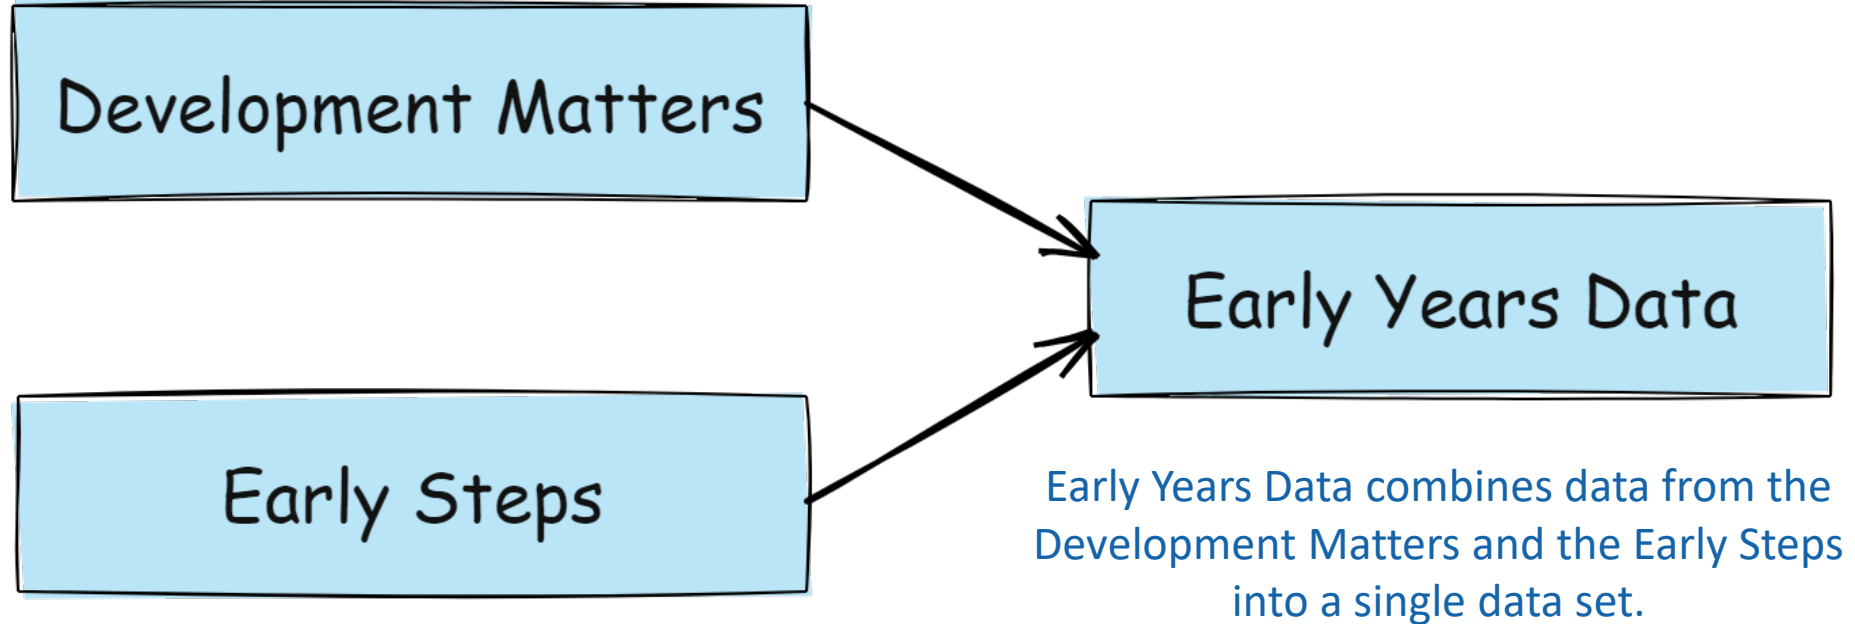 Development Matters
Early Years Data
Early Steps
Early Years Data combines data from the
Development Matters and the Early Steps
into a single data set.